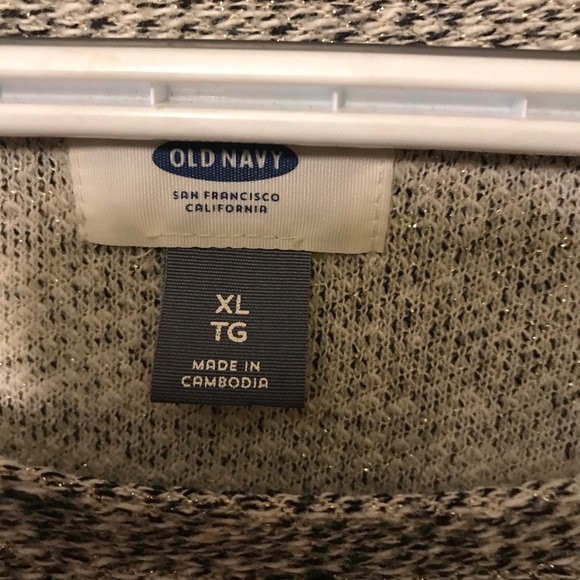 OLD NAVY
SAN FRANCISCO
CALIFORNIA
XL
TG
MADE IN
CAMBODIA